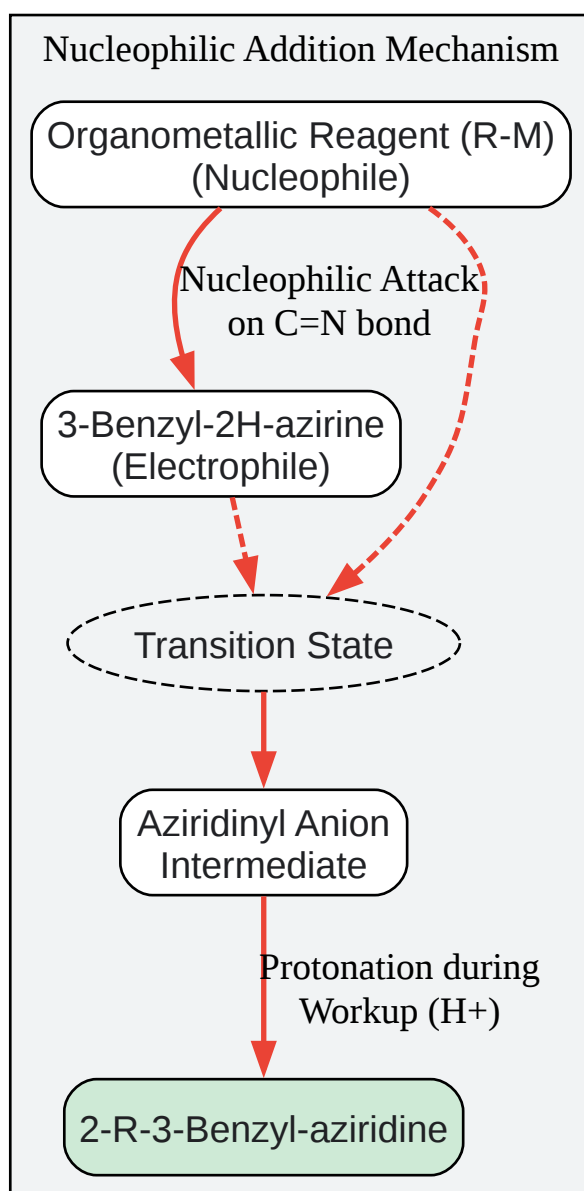 Nucleophilic Addition Mechanism
Organometallic Reagent (R-M)
(Nucleophile)
Nucleophilic Attack
on C=N bond
3-Benzyl-2H-azirine
(Electrophile)
Transition State
Aziridinyl Anion
Intermediate
Protonation during
Workup (H+)
2-R-3-Benzyl-aziridine